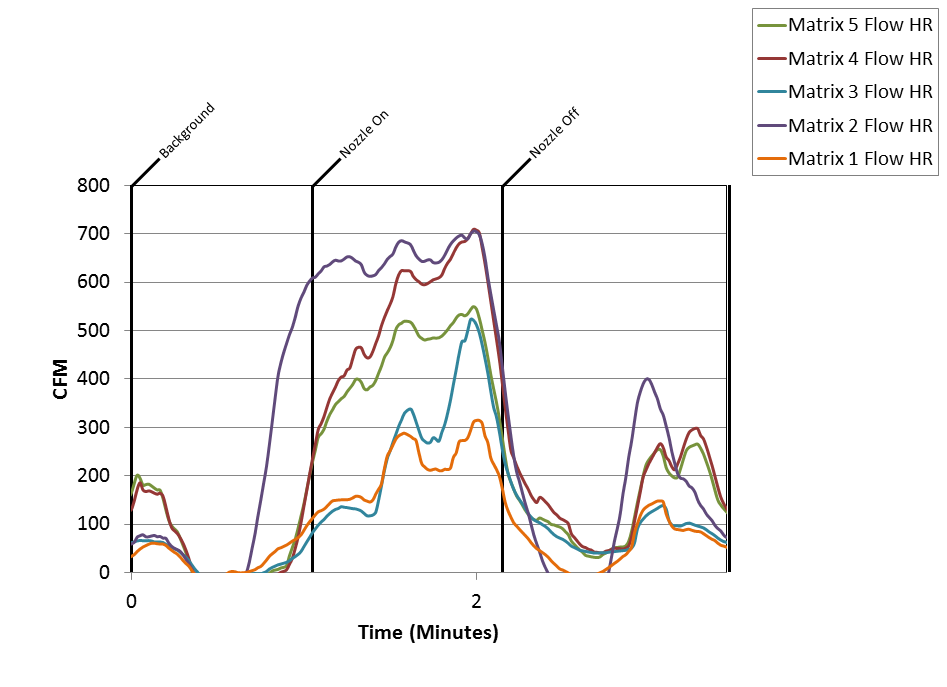 Matrix 5 Flow HR
Matrix 4 Flow HR
Matrix 3 Flow HR
Matrix 2 Flow HR
Matrix 1 Flow HR
Background
Nozzle On
Nozzle Off
800
700
600
500
400
300
200
100
0
CFM
0
2
Time (Minutes)